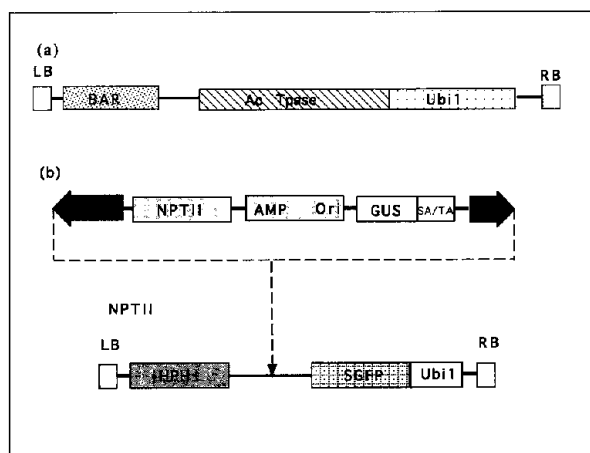 (a)
LB RB
BAR Ac Tpase Ubi1
(b)
NPTII AMP Ori GUS SA/TA
NPTII
LB RB
SGFP Ubi1